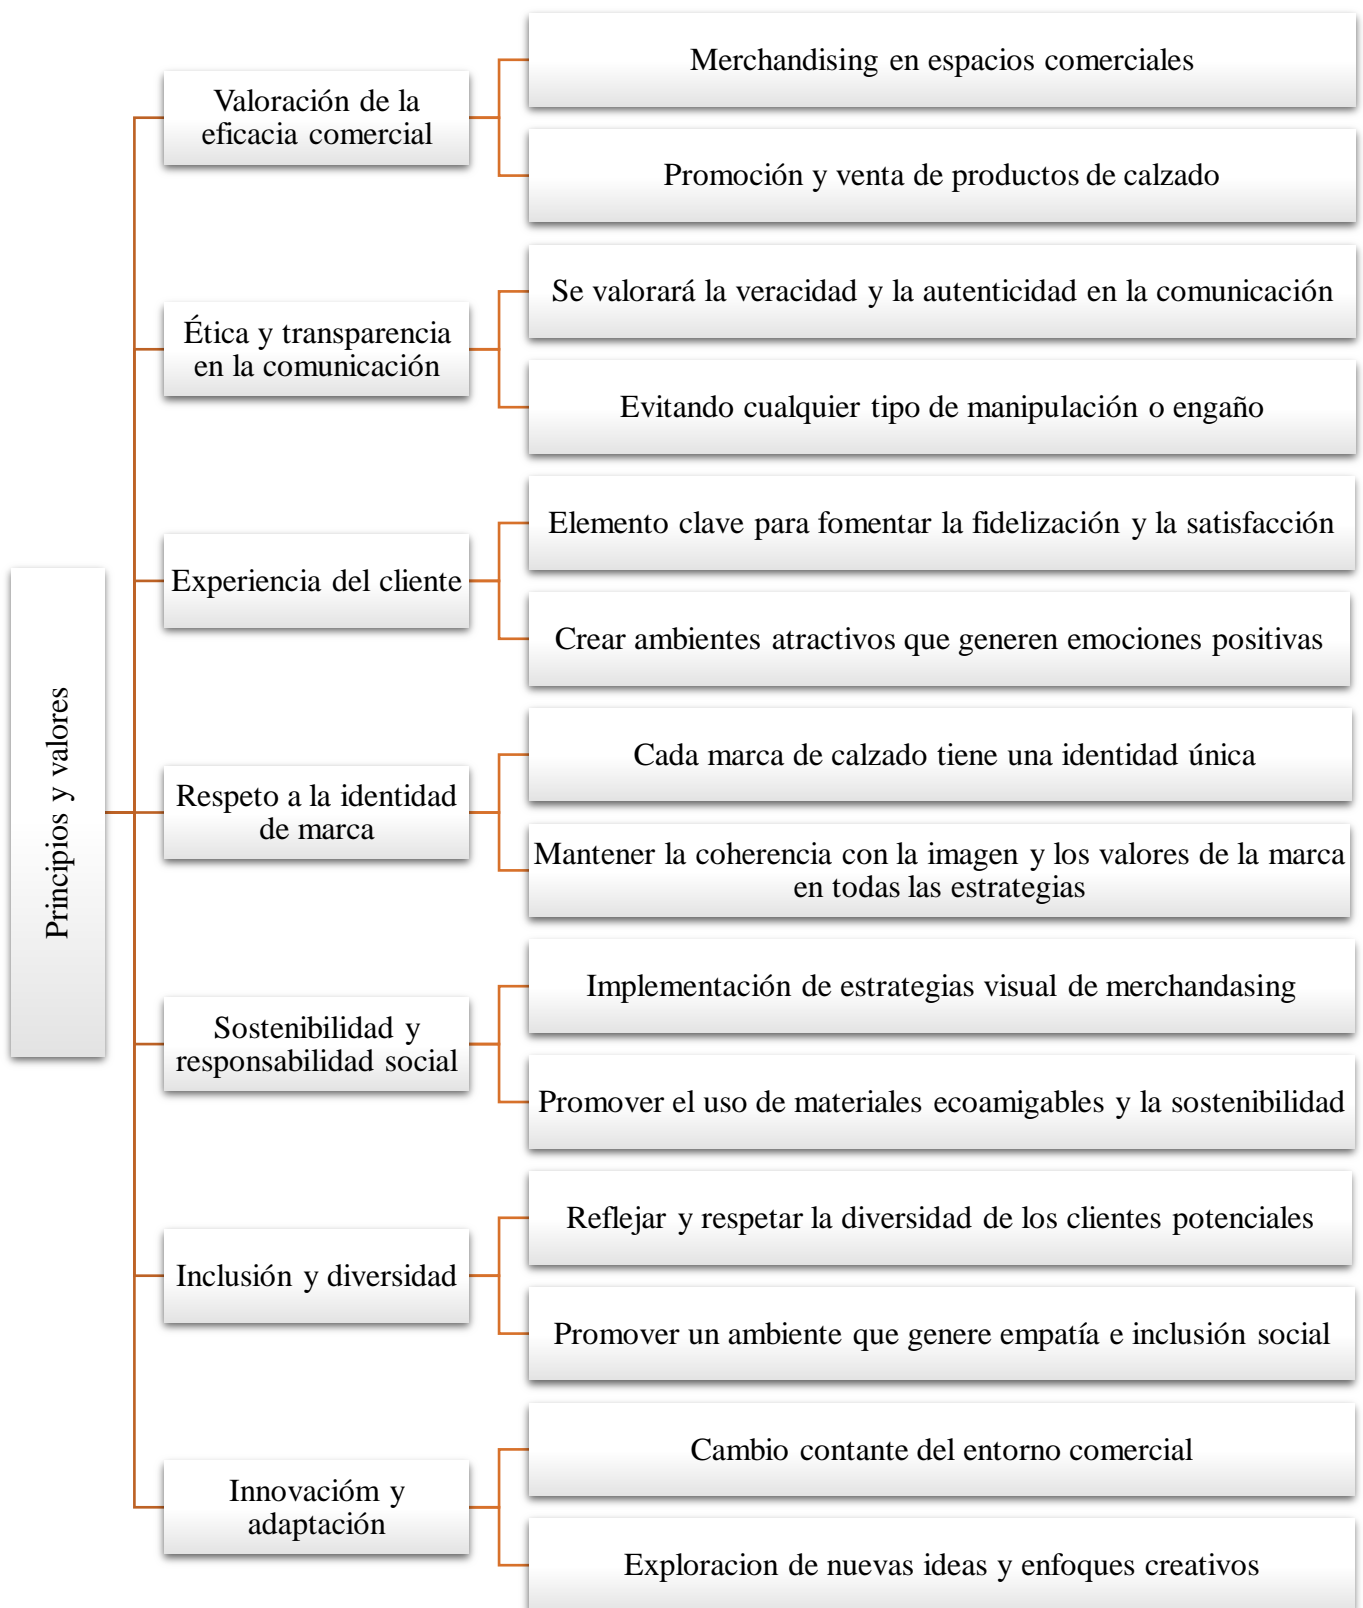 Principios y valores
Valoración de la
eficacia comercial
Merchandising en espacios comerciales
Promoción y venta de productos de calzado
Ética y transparencia
en la comunicación
Se valorará la veracidad y la autenticidad en la comunicación
Evitando cualquier tipo de manipulación o engaño
Experiencia del cliente
Elemento clave para fomentar la fidelización y la satisfacción
Crear ambientes atractivos que generen emociones positivas
Respeto a la identidad
de marca
Cada marca de calzado tiene una identidad única
Mantener la coherencia con la imagen y los valores de la marca
en todas las estrategias
Sostenibilidad y
responsabilidad social
Implementación de estrategias visual de merchandasing
Promover el uso de materiales ecoamigables y la sostenibilidad
Inclusión y diversidad
Reflejar y respetar la diversidad de los clientes potenciales
Promover un ambiente que genere empatía e inclusión social
Innovacióm y
adaptación
Cambio contante del entorno comercial
Exploracion de nuevas ideas y enfoques creativos